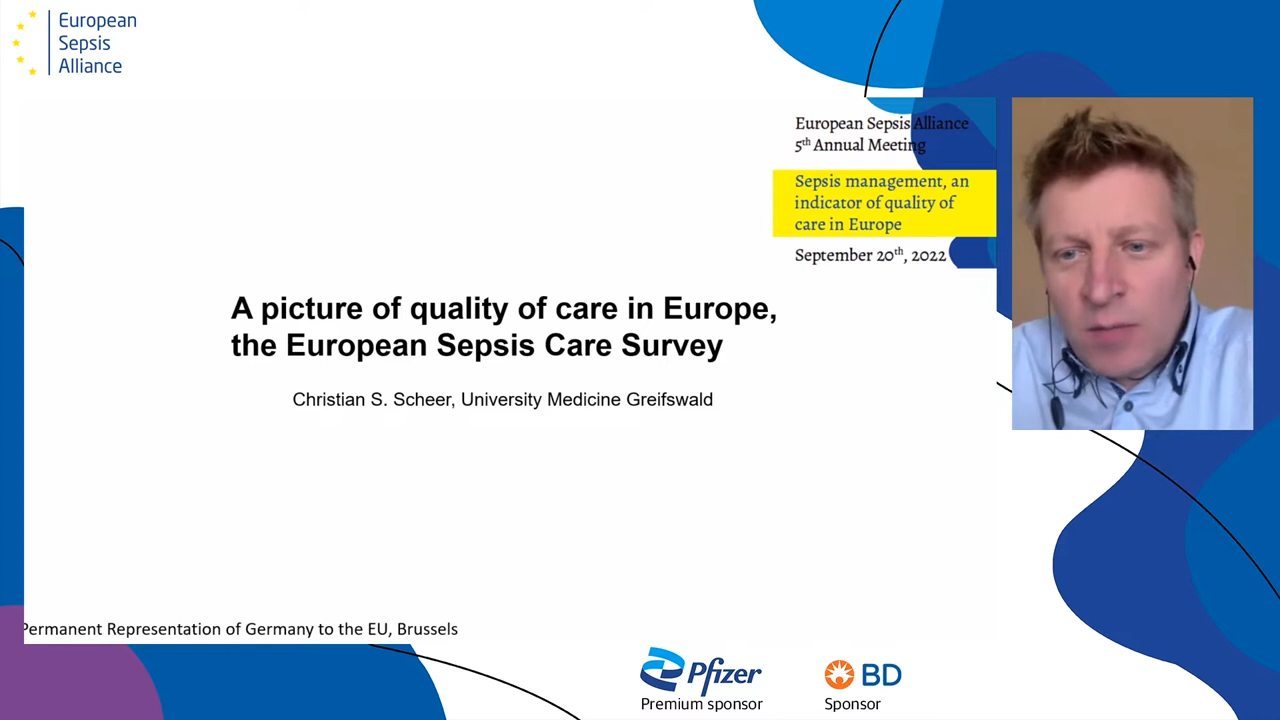 European
Sepsis
Alliance
European Sepsis Alliance
5th Annual Meeting
Sepsis management, an
indicator of quality of
care in Europe
September 20th, 2022
A picture of quality of care in Europe,
the European Sepsis Care Survey
Christian S. Scheer, University Medicine Greifswald
Permanent Representation of Germany to the EU, Brussels
Pfizer
Premium sponsor
BD
Sponsor